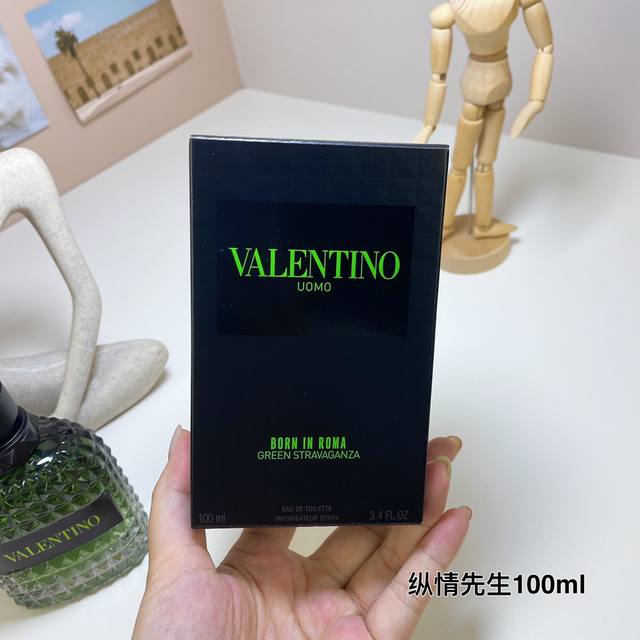 VALENTINO
UOMO
BORN IN ROMA
GREEN STRAVAGANZA
EAU DE TOILETTE
VAPORISATEUR SPRAY
100 ml
3.4 FL.OZ
VALENTINO
纵情先生100ml